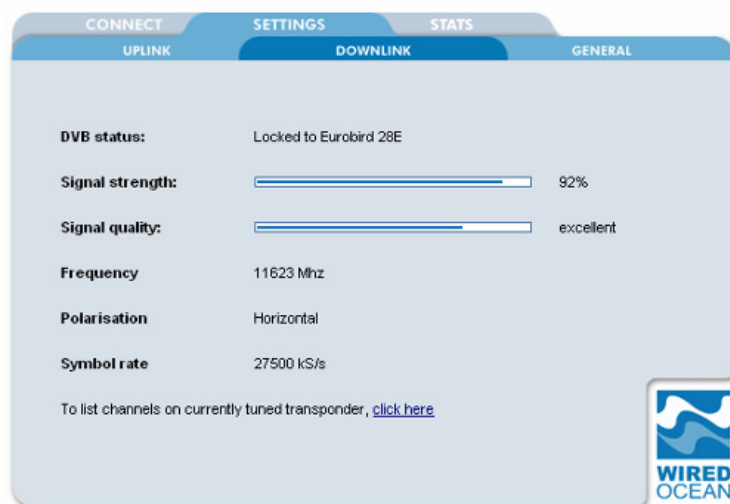 CONNECT SETTINGS STATS
UPLINK DOWNLINK GENERAL
DVB status: Locked to Eurobird 28E
Signal strength: 92%
Signal quality: excellent
Frequency 11623 Mhz
Polarisation Horizontal
Symbol rate 27500 kS/s
To list channels on currently tuned transponder, click here
WIRED
OCEAN